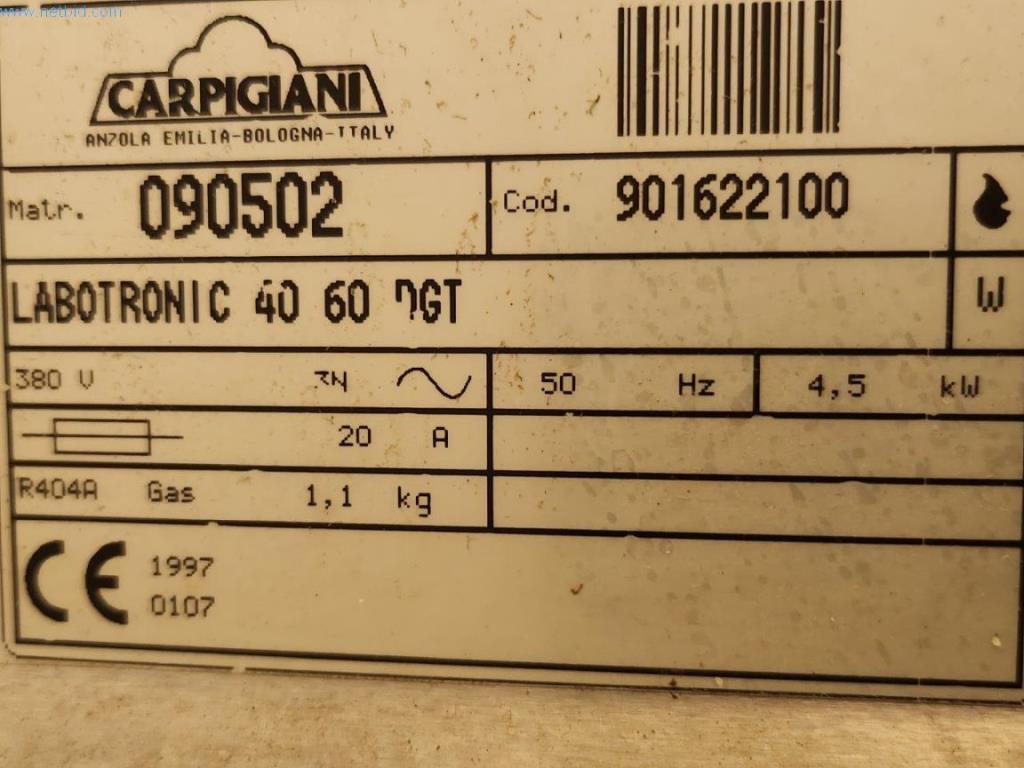 www.netbid.com
CARPIGIANI
ANZOLA EMILIA-BOLOGNA-ITALY
Matr. 090502 Cod. 901622100
LABOTRONIC 40 60 DGT W
380 V 3N 50 Hz 4,5 kW
20 A
R404A Gas 1,1 kg
CE 1997
0107